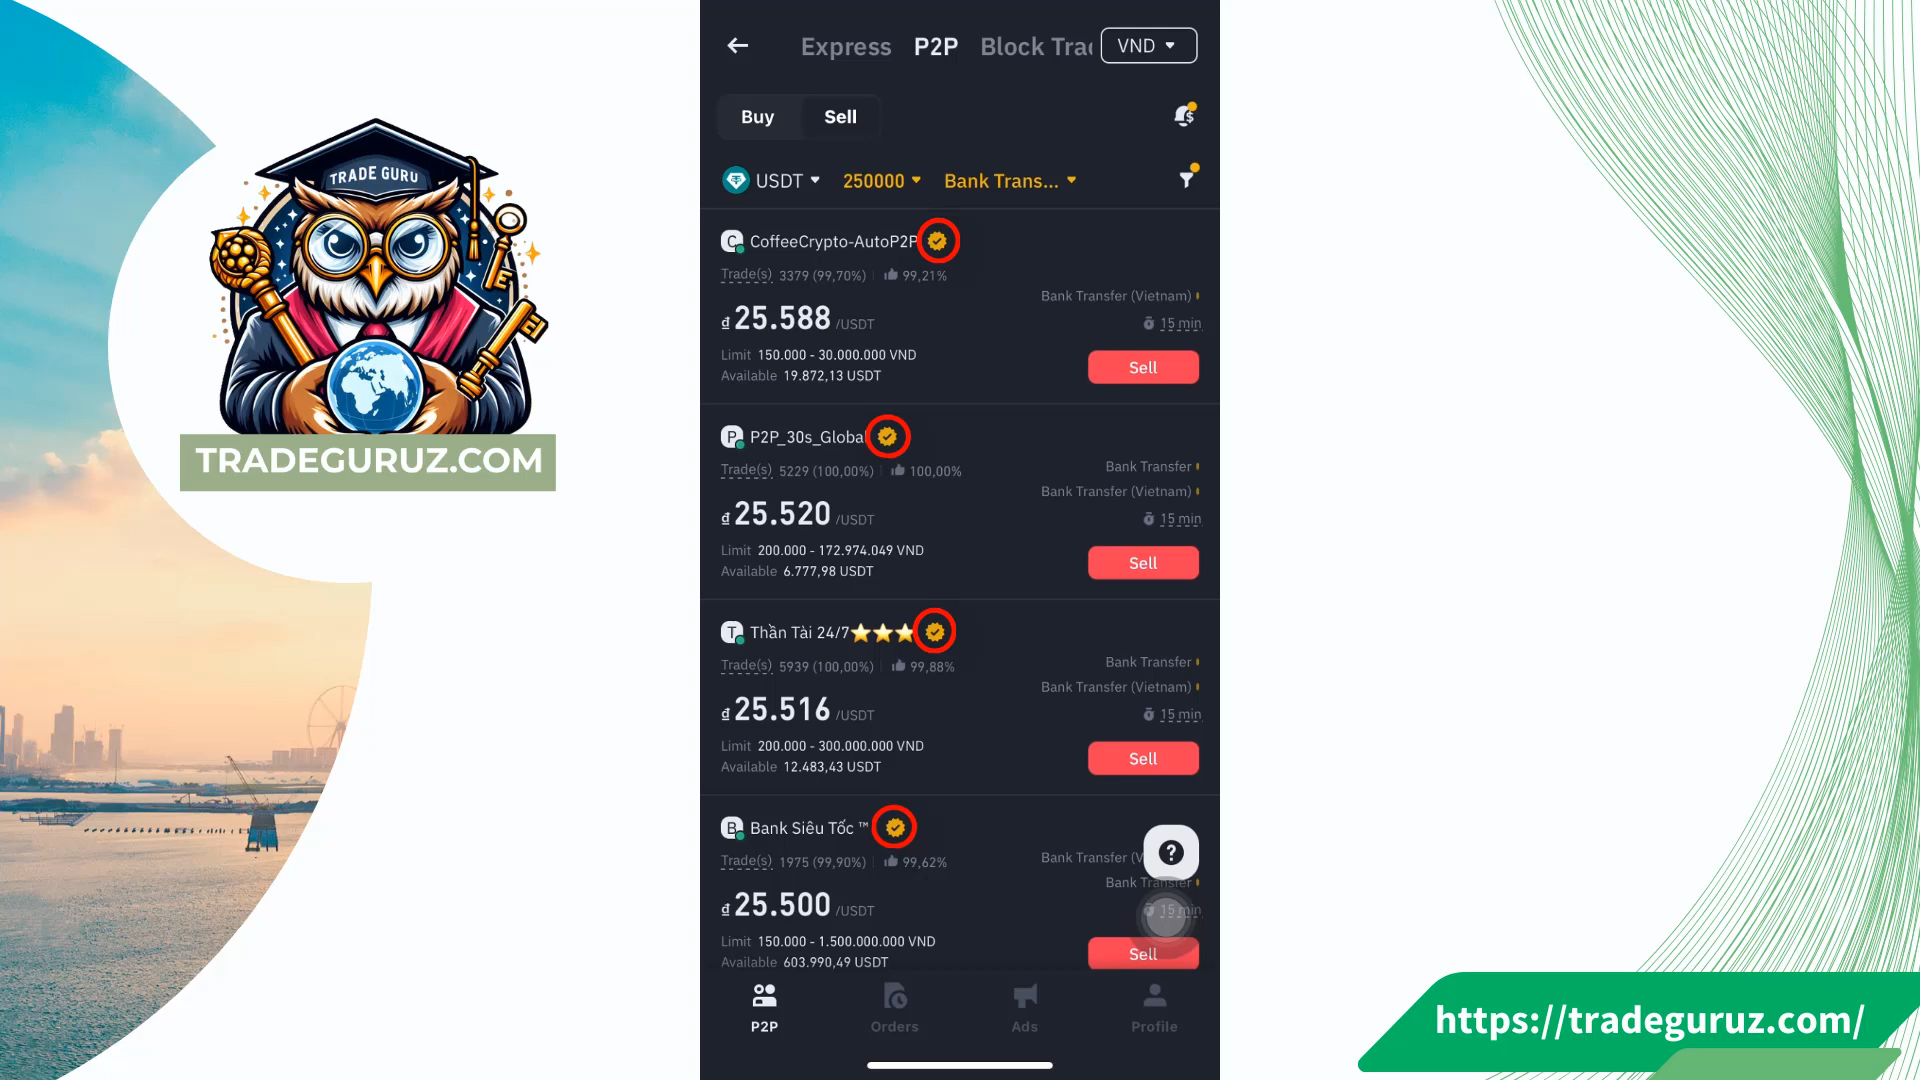 TRADE GURU
TRADEGURUZ.COM
Express P2P Block Trad VND
Buy Sell
USDT 250000 Bank Trans...
C CoffeeCrypto-AutoP2P
Trade(s) 3379 (99,70%) 99,21%
Bank Transfer (Vietnam)
đ 25.588 /USDT
15 min
Limit 150.000 - 30.000.000 VND
Available 19.872,13 USDT
Sell
P P2P_30s_Global
Trade(s) 5229 (100,00%) 100,00%
Bank Transfer
Bank Transfer (Vietnam)
đ 25.520 /USDT
15 min
Limit 200.000 - 172.974.049 VND
Available 6.777,98 USDT
Sell
T Thần Tài 24/7⭐⭐⭐
Trade(s) 5939 (100,00%) 99,88%
Bank Transfer
Bank Transfer (Vietnam)
đ 25.516 /USDT
15 min
Limit 200.000 - 300.000.000 VND
Available 12.483,43 USDT
Sell
B Bank Siêu Tốc ™
Trade(s) 1975 (99,90%) 99,62%
Bank Transfer (V
Bank Transfer
đ 25.500 /USDT
15 min
Limit 150.000 - 1.500.000.000 VND
Available 603.990,49 USDT
Sell
?
P2P Orders Ads Profile
https://tradeguruz.com/